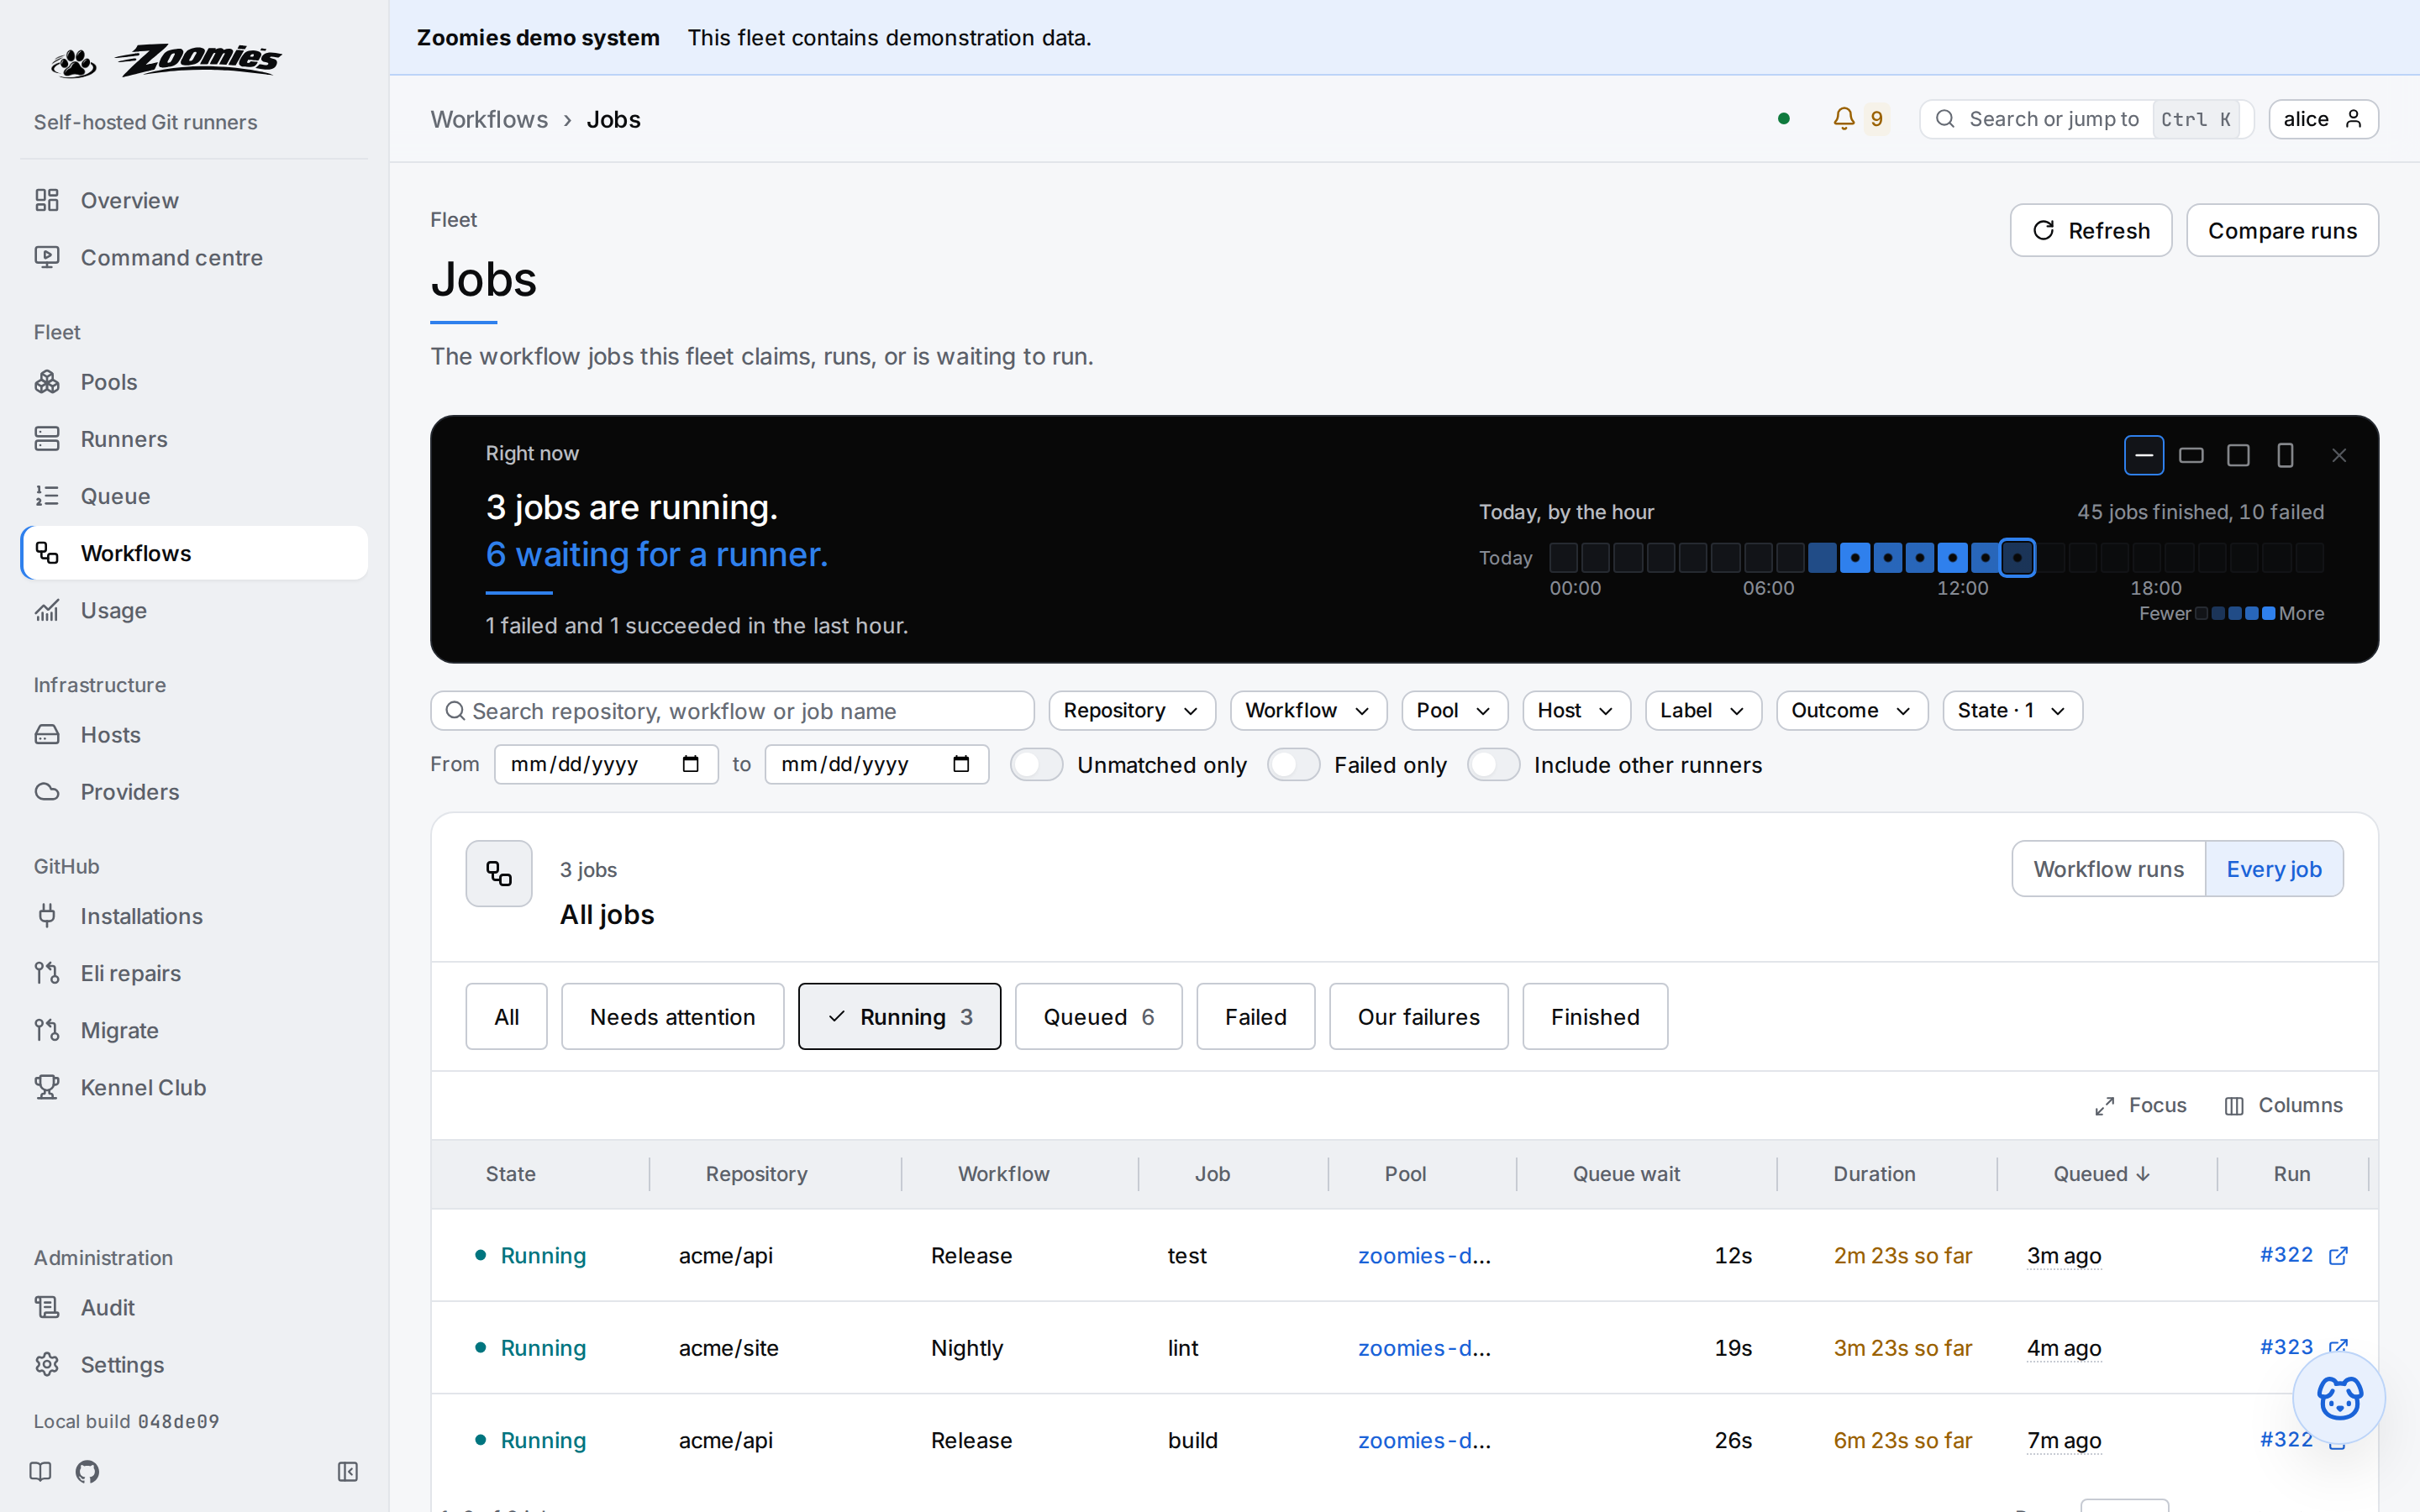 Zoomies
Self-hosted Git runners
Overview
Command centre
Fleet
Pools
Runners
Queue
Workflows
Usage
Infrastructure
Hosts
Providers
GitHub
Installations
Eli repairs
Migrate
Kennel Club
Administration
Audit
Settings
Local build 048de09
Zoomies demo system This fleet contains demonstration data.
Workflows › Jobs
9
Search or jump to Ctrl K
alice
Fleet
Jobs
The workflow jobs this fleet claims, runs, or is waiting to run.
Refresh
Compare runs
Right now
3 jobs are running.
6 waiting for a runner.
1 failed and 1 succeeded in the last hour.
Today, by the hour
45 jobs finished, 10 failed
Today
00:00 06:00 12:00 18:00
Fewer More
Search repository, workflow or job name
Repository
Workflow
Pool
Host
Label
Outcome
State · 1
From mm/dd/yyyy to mm/dd/yyyy
Unmatched only
Failed only
Include other runners
3 jobs
All jobs
Workflow runs
Every job
All
Needs attention
Running 3
Queued 6
Failed
Our failures
Finished
Focus
Columns
State Repository Workflow Job Pool Queue wait Duration Queued Run
Running acme/api Release test zoomies-d... 12s 2m 23s so far 3m ago #322
Running acme/site Nightly lint zoomies-d... 19s 3m 23s so far 4m ago #323
Running acme/api Release build zoomies-d... 26s 6m 23s so far 7m ago #322